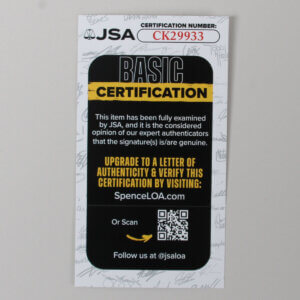 JSA
CERTIFICATION NUMBER:
CK29933
BASIC
CERTIFICATION
This item has been fully examined
by JSA, and it is the considered
opinion of our expert authenticators
that the signature(s) is/are genuine.
UPGRADE TO A LETTER OF
AUTHENTICITY & VERIFY THIS
CERTIFICATION BY VISITING:
SpenceLOA.com
Or Scan
Follow us at @jsaloa